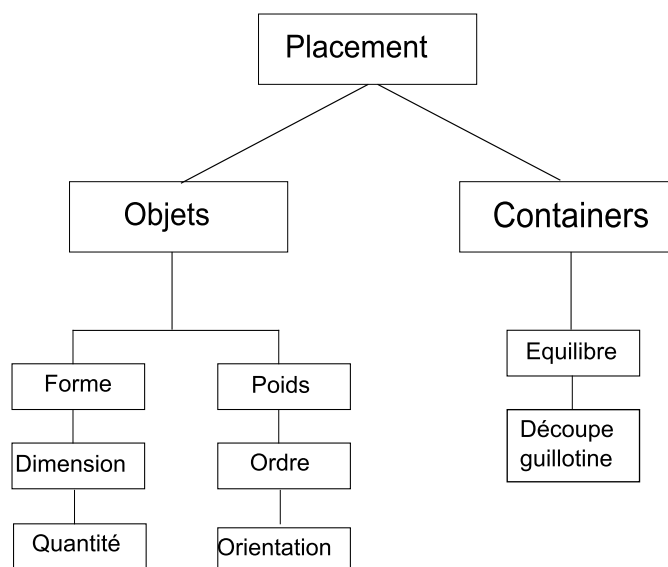 Placement
Objets
Containers
Equilibre
Forme
Poids
Découpe
guillotine
Dimension
Ordre
Quantité
Orientation